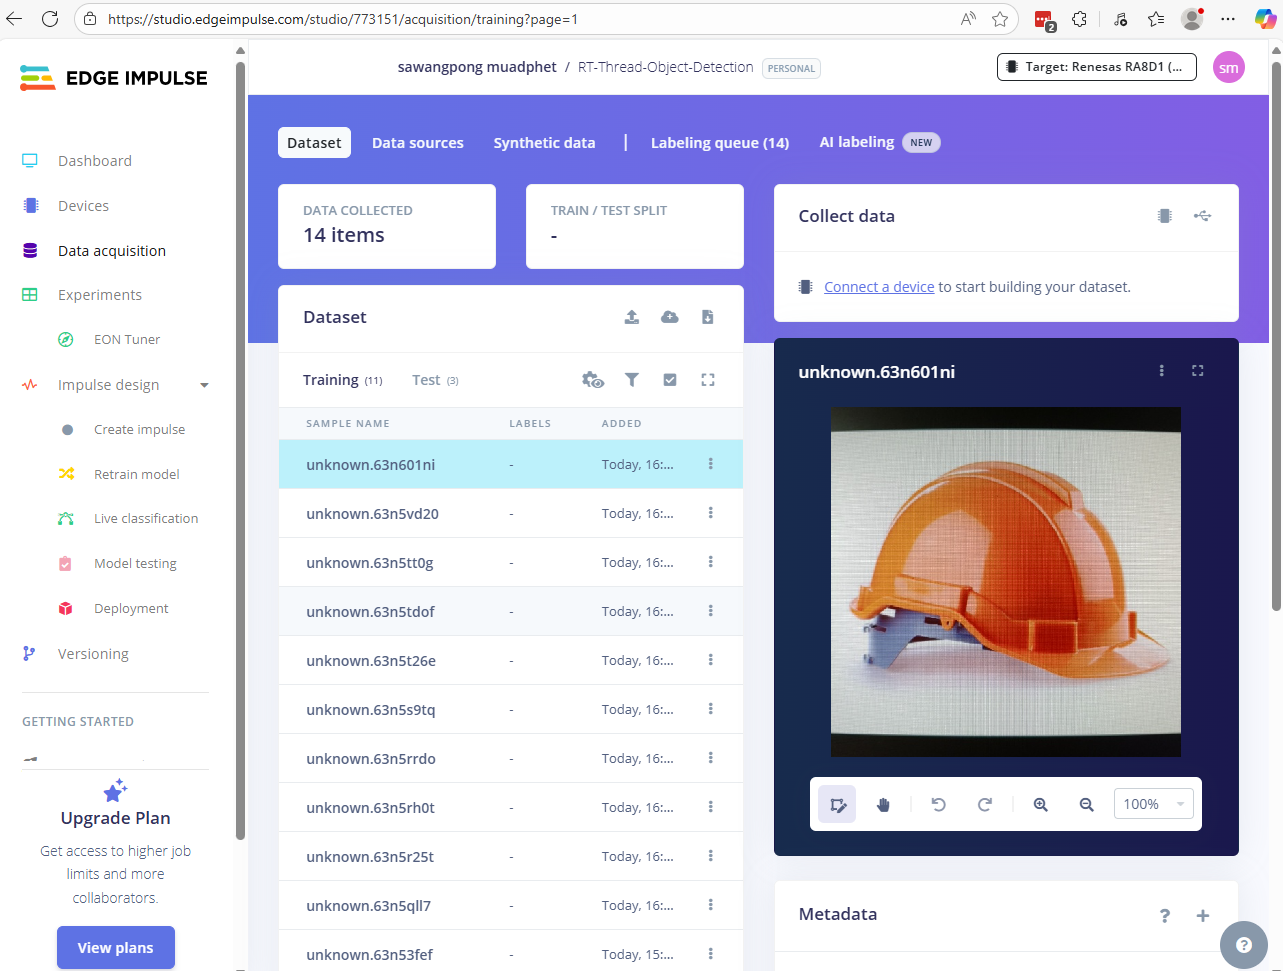 https://studio.edgeimpulse.com/studio/773151/acquisition/training?page=1
2
EDGE IMPULSE
sawangpong muadphet / RT-Thread-Object-Detection PERSONAL
Target: Renesas RA8D1 (...
sm
Dashboard
Devices
Data acquisition
Experiments
EON Tuner
Impulse design
Create impulse
Retrain model
Live classification
Model testing
Deployment
Versioning
GETTING STARTED
Upgrade Plan
Get access to higher job
limits and more
collaborators.
View plans
Dataset Data sources Synthetic data | Labeling queue (14) AI labeling NEW
DATA COLLECTED
14 items
TRAIN / TEST SPLIT
-
Dataset
Training (11) Test (3)
SAMPLE NAME LABELS ADDED
unknown.63n601ni - Today, 16:...
unknown.63n5vd20 - Today, 16:...
unknown.63n5tt0g - Today, 16:...
unknown.63n5tdof - Today, 16:...
unknown.63n5t26e - Today, 16:...
unknown.63n5s9tq - Today, 16:...
unknown.63n5rrdo - Today, 16:...
unknown.63n5rh0t - Today, 16:...
unknown.63n5r25t - Today, 16:...
unknown.63n5qll7 - Today, 16:...
unknown.63n53fef - Today, 15:...
Collect data
Connect a device to start building your dataset.
unknown.63n601ni
100%
Metadata
? +
?